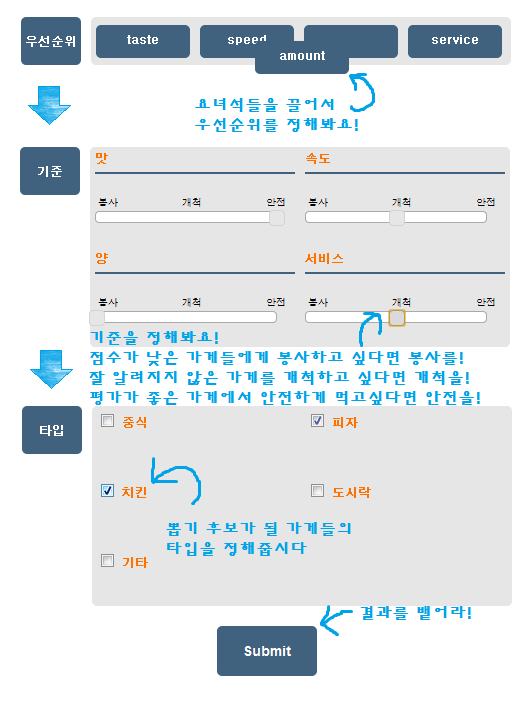 우선순위
taste
speed
amount
service
요녀석들을 끌어서
우선순위를 정해봐요!
기준
맛
속도
봉사 개척 안전
봉사 개척 안전
양
서비스
봉사 개척 안전
봉사 개척 안전
기준을 정해봐요!
점수가 낮은 가게들에게 봉사하고 싶다면 봉사를!
잘 알려지지 않은 가게를 개척하고 싶다면 개척을!
평가가 좋은 가게에서 안전하게 먹고싶다면 안전을!
타입
중식
피자
치킨
도시락
뽑기 후보가 될 가게들의
타입을 정해줍시다
기타
결과를 뱉어라!
Submit